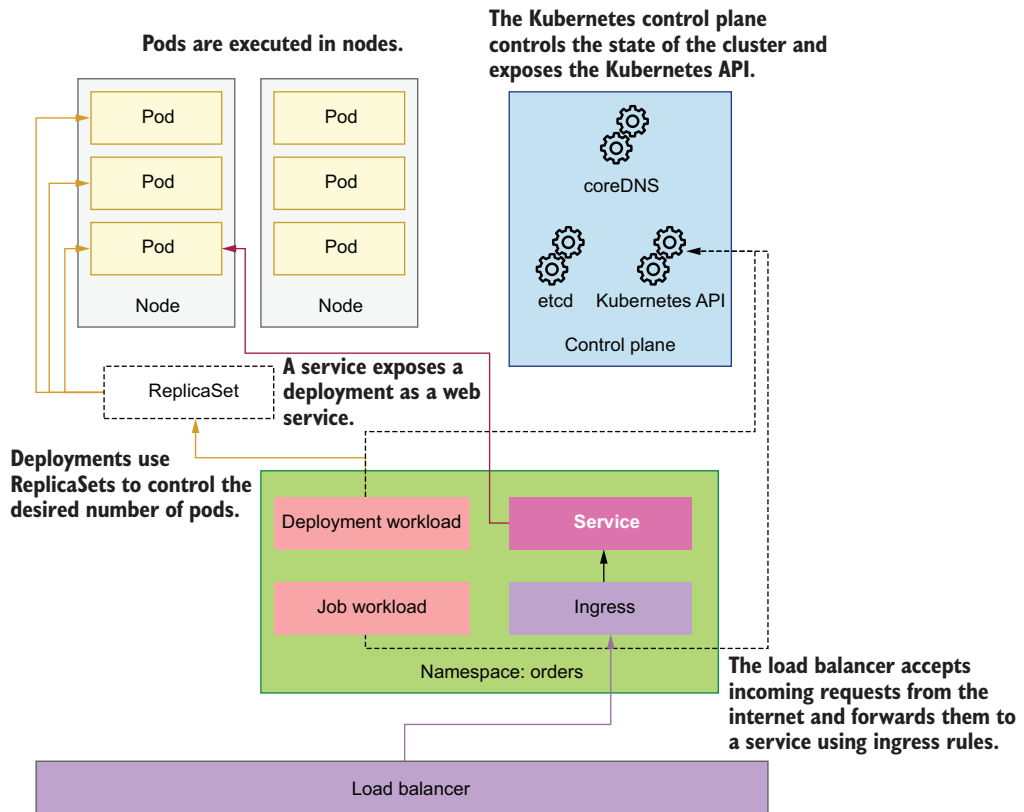 The Kubernetes control plane
controls the state of the cluster and
exposes the Kubernetes API.
Pods are executed in nodes.
Pod
Pod
Pod
Node
Pod
Pod
Pod
Node
coreDNS
etcd
Kubernetes API
Control plane
ReplicaSet
A service exposes a
deployment as a web
service.
Deployments use
ReplicaSets to control the
desired number of pods.
Deployment workload
Service
Job workload
Ingress
Namespace: orders
The load balancer accepts
incoming requests from the
internet and forwards them to
a service using ingress rules.
Load balancer